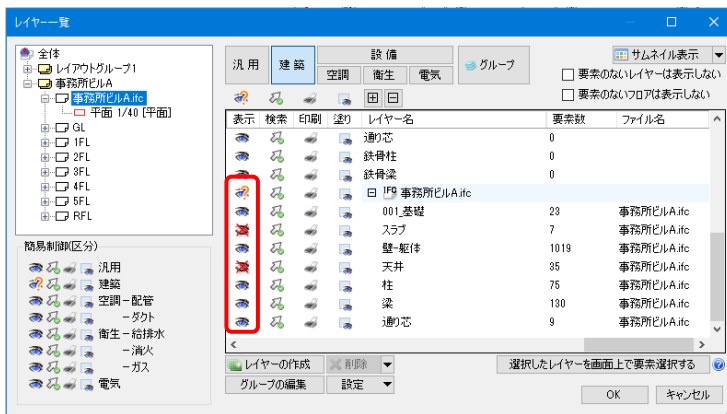 レイヤー一覧
全体
レイアウトグループ1
事務所ビルA
事務所ビルA.ifc
平面 1/40 [平面]
GL
1FL
2FL
3FL
4FL
5FL
RFL
簡易制御(区分)
汎用
建築
空調－配管
－ダクト
衛生－給排水
－消火
－ガス
電気
汎用 建築 設備 グループ サムネイル表示
空調 衛生 電気
要素のないレイヤーは表示しない
要素のないフロアは表示しない
表示 検索 印刷 塗り レイヤー名 要素数 ファイル名
通り芯 0
鉄骨柱 0
鉄骨梁 0
IFC 事務所ビルA.ifc
001_基礎 23 事務所ビルA.ifc
スラブ 7 事務所ビルA.ifc
壁-躯体 1019 事務所ビルA.ifc
天井 35 事務所ビルA.ifc
柱 75 事務所ビルA.ifc
梁 130 事務所ビルA.ifc
通り芯 9 事務所ビルA.ifc
レイヤーの作成 削除 選択したレイヤーを画面上で要素選択する
グループの編集 設定
OK キャンセル